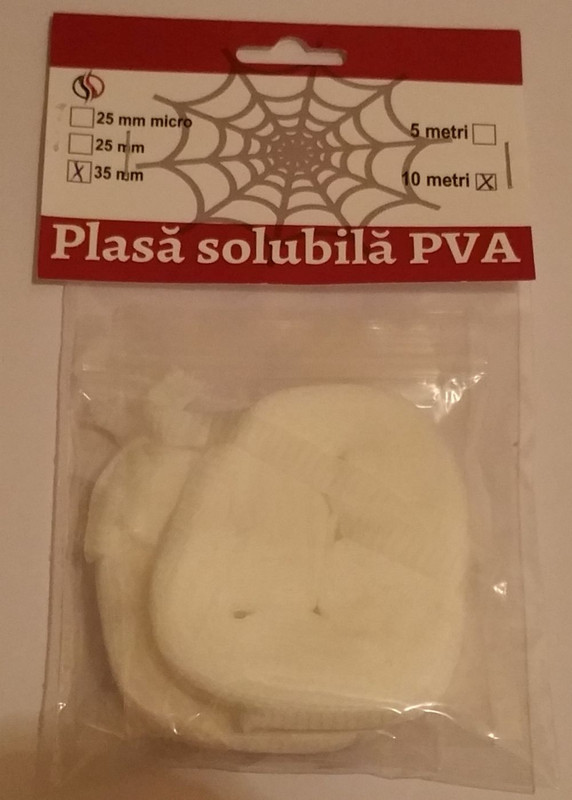 25 mm micro
25 mm
X 35 mm
5 metri
10 metri X
Plasă solubilă PVA